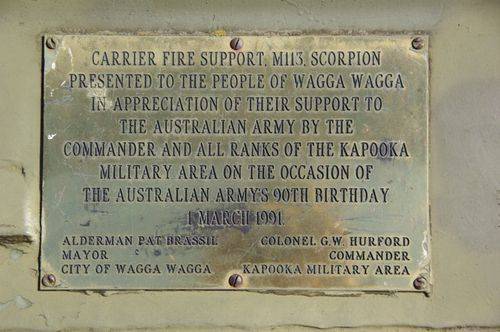 CARRIER FIRE SUPPORT, M113, SCORPION
PRESENTED TO THE PEOPLE OF WAGGA WAGGA
IN APPRECIATION OF THEIR SUPPORT TO
THE AUSTRALIAN ARMY BY THE
COMMANDER AND ALL RANKS OF THE KAPOOKA
MILITARY AREA ON THE OCCASION OF
THE AUSTRALIAN ARMY'S 90TH BIRTHDAY
1 MARCH 1991.
ALDERMAN PAT BRASSIL COLONEL G.W. HURFORD
MAYOR COMMANDER
CITY OF WAGGA WAGGA KAPOOKA MILITARY AREA